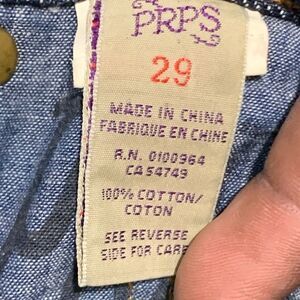 PRPS
29
MADE IN CHINA
FABRIQUE EN CHINE
R.N. 0100964
CA 54749
100% COTTON/
COTON
SEE REVERSE
SIDE FOR CARE